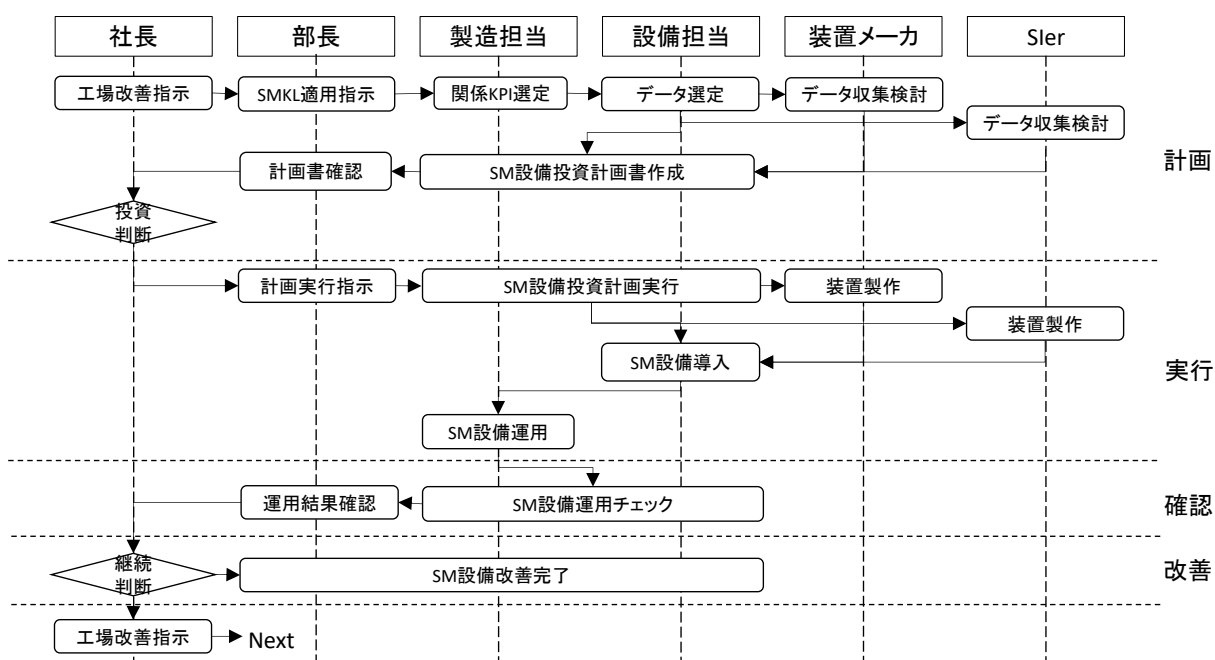 社長
部長
製造担当
設備担当
装置メーカ
SIer
工場改善指示
SMKL適用指示
関係KPI選定
データ選定
データ収集検討
データ収集検討
計画
計画書確認
SM設備投資計画書作成
投資
判断
計画実行指示
SM設備投資計画実行
装置製作
装置製作
SM設備導入
実行
SM設備運用
運用結果確認
SM設備運用チェック
確認
継続
判断
SM設備改善完了
改善
工場改善指示
Next